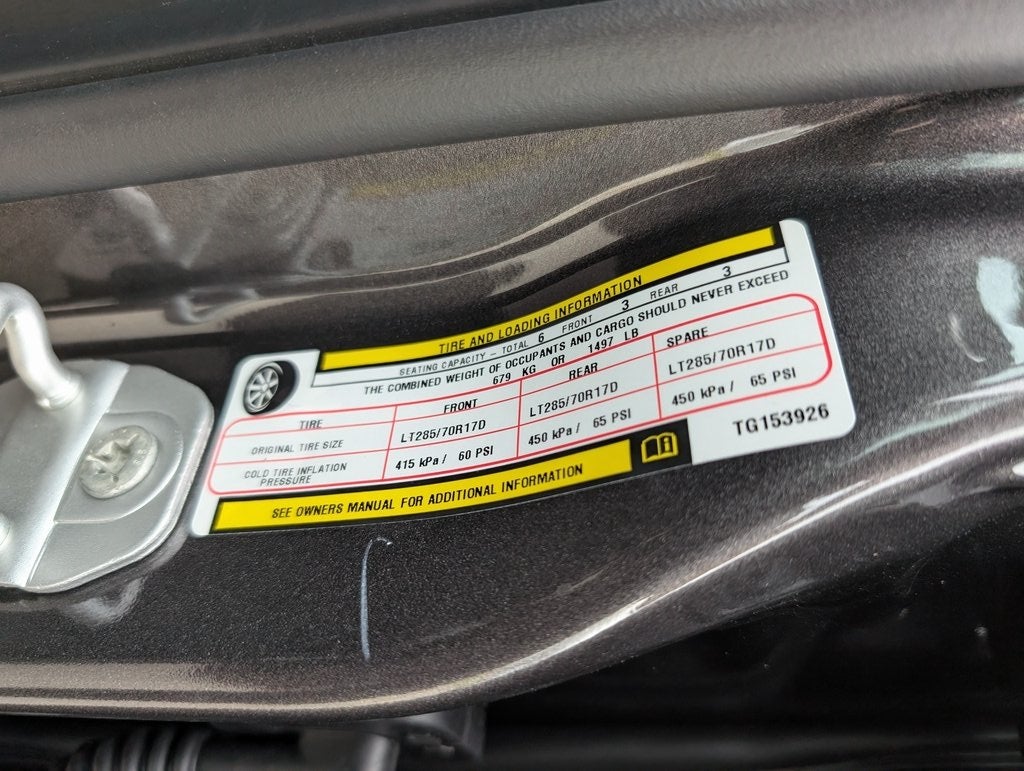 TIRE AND LOADING INFORMATION
SEATING CAPACITY – TOTAL 6 FRONT 3 REAR 3
THE COMBINED WEIGHT OF OCCUPANTS AND CARGO SHOULD NEVER EXCEED
679 KG OR 1497 LB
TIRE FRONT REAR SPARE
ORIGINAL TIRE SIZE LT285/70R17D LT285/70R17D LT285/70R17D
COLD TIRE INFLATION PRESSURE 415 kPa / 60 PSI 450 kPa / 65 PSI 450 kPa / 65 PSI
SEE OWNERS MANUAL FOR ADDITIONAL INFORMATION
TG153926